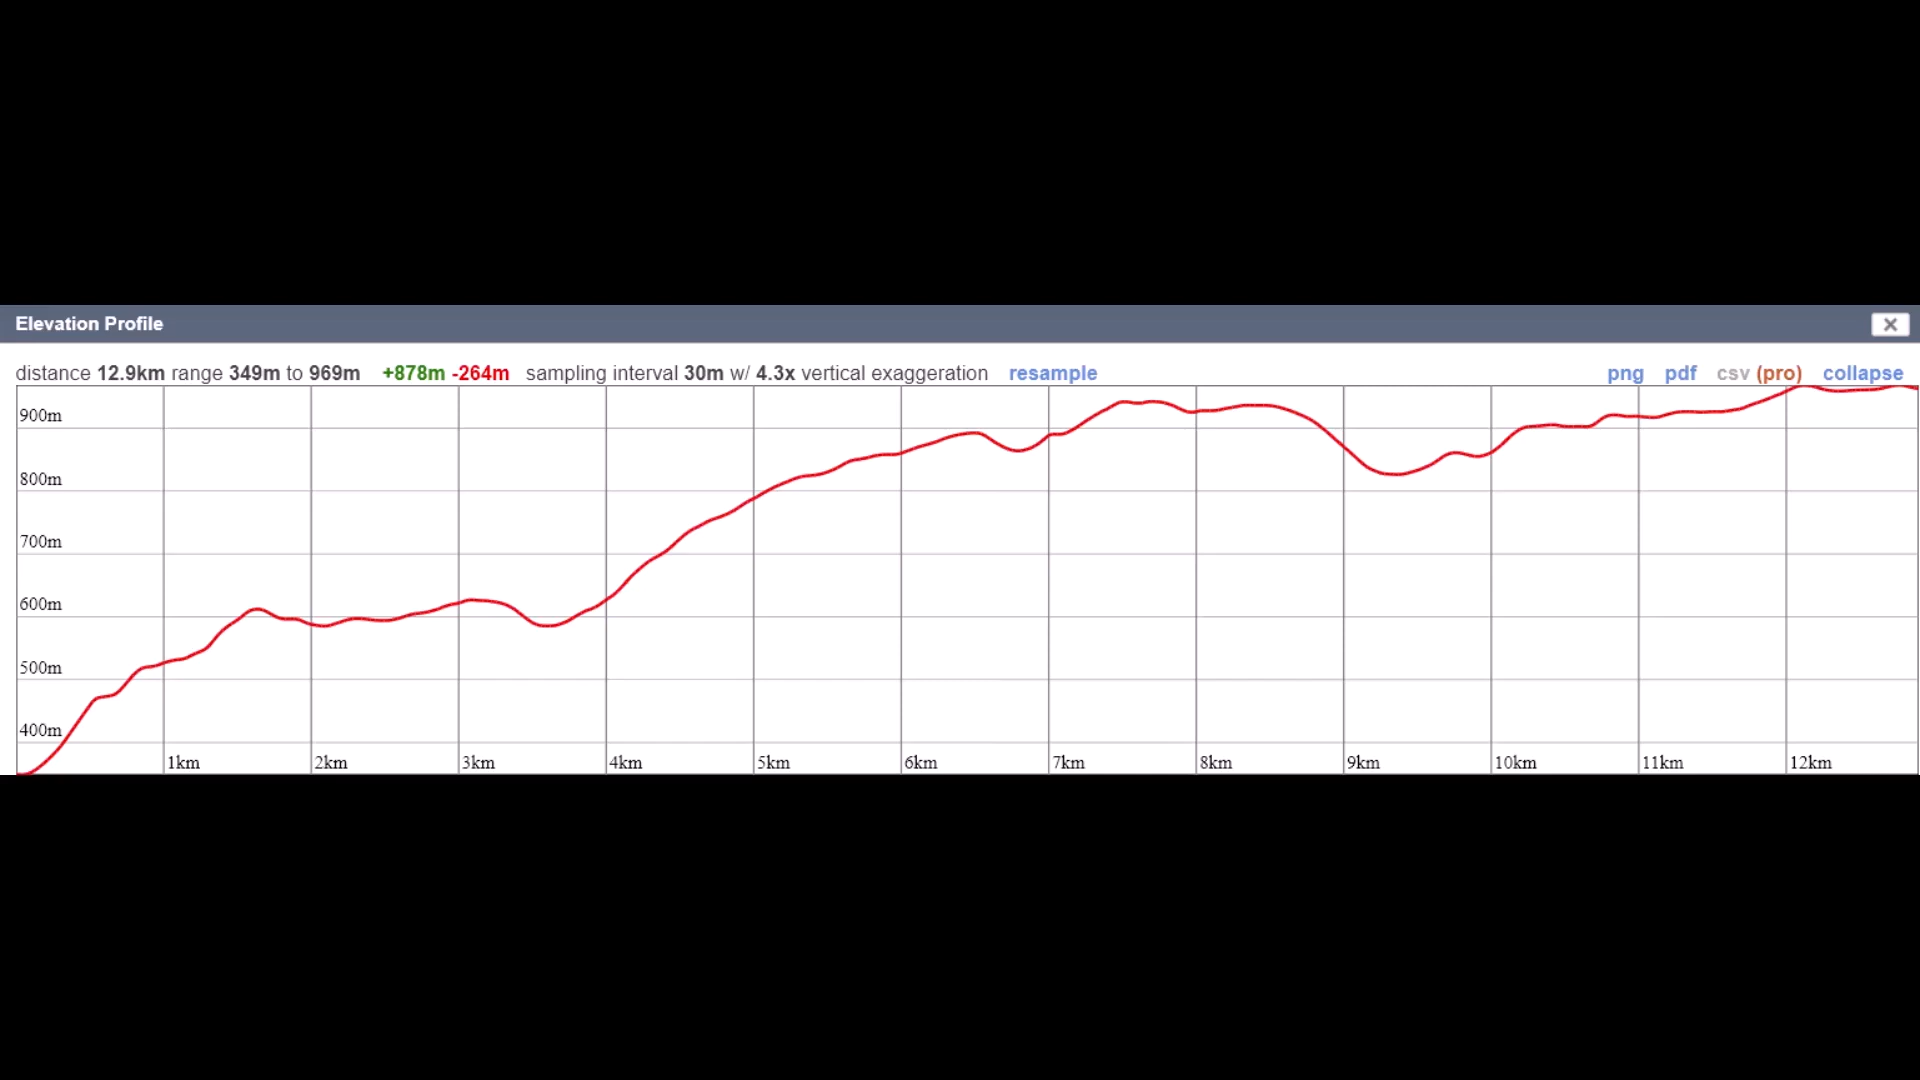 Elevation Profile
distance 12.9km range 349m to 969m +878m -264m sampling interval 30m w/ 4.3x vertical exaggeration resample png pdf csv (pro) collapse
900m
800m
700m
600m
500m
400m
1km 2km 3km 4km 5km 6km 7km 8km 9km 10km 11km 12km